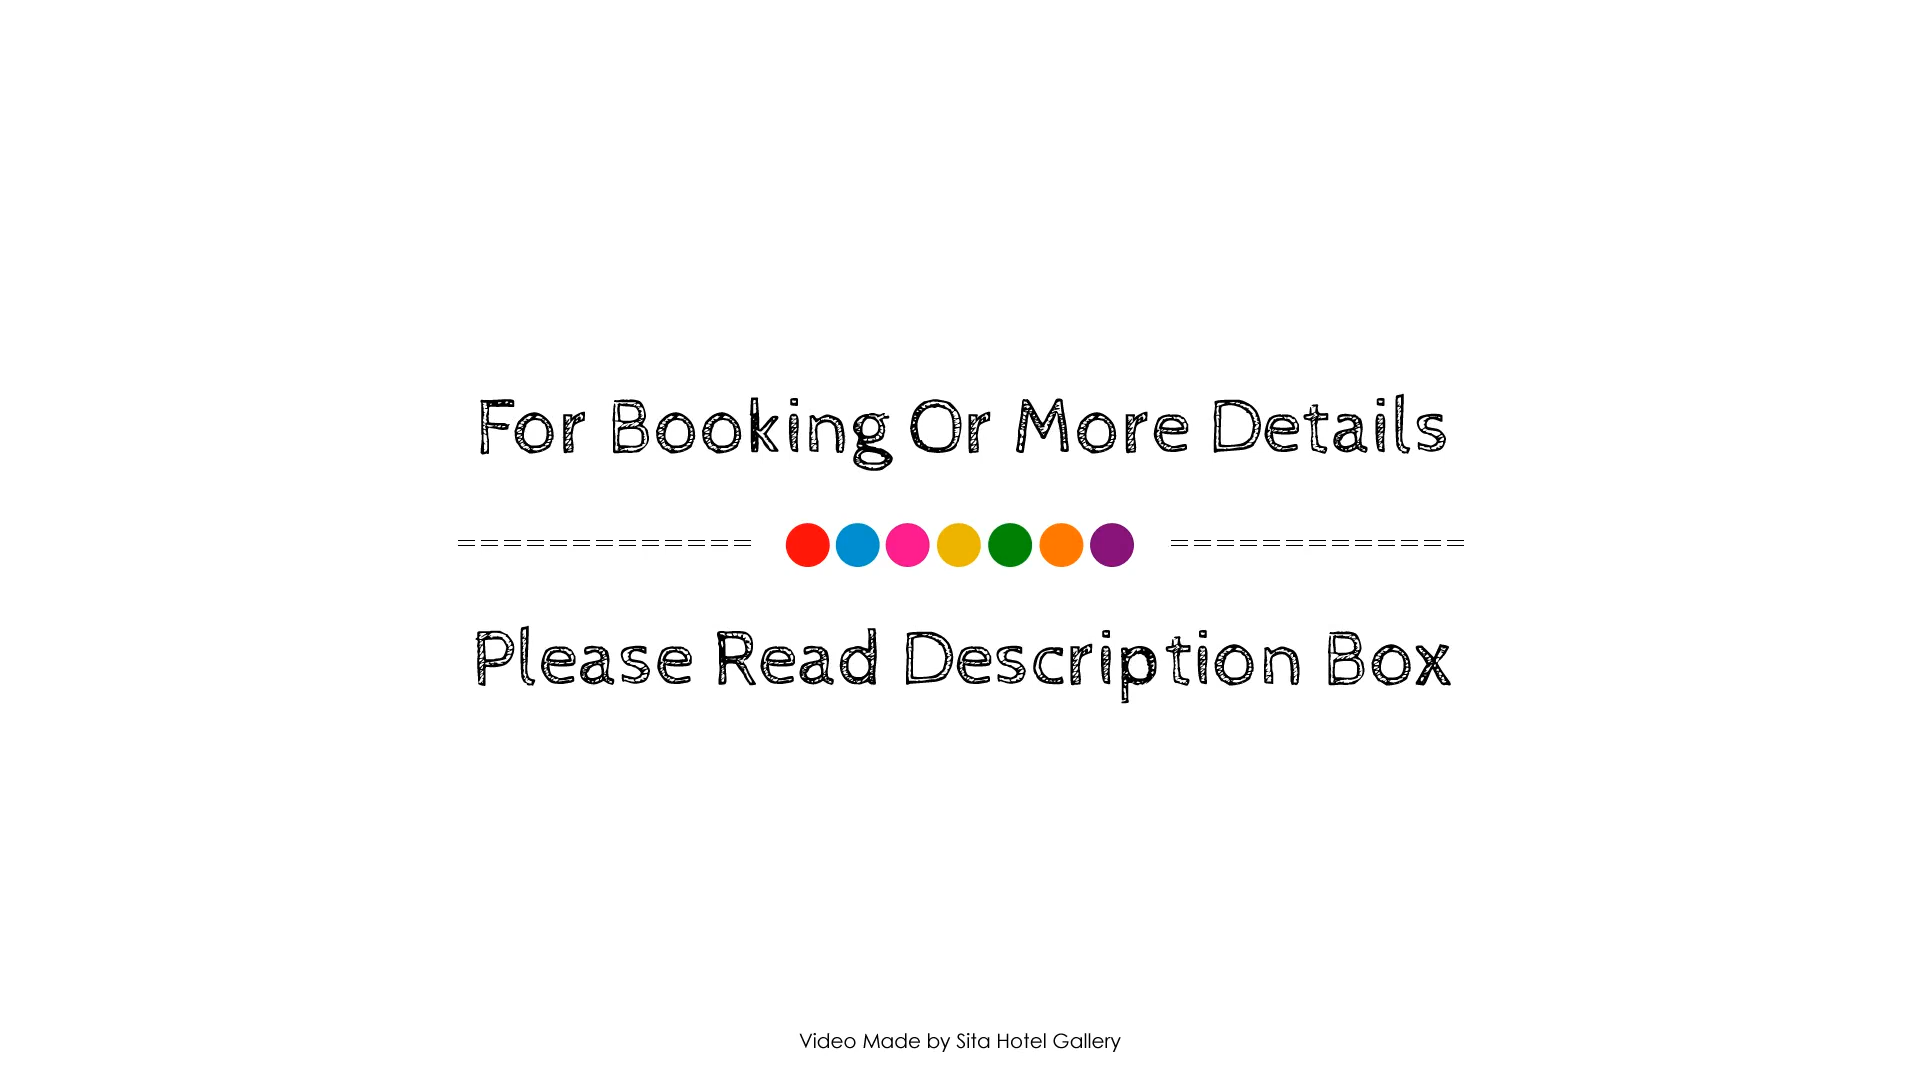 For Booking Or More Details
============= =============
Please Read Description Box
Video Made by Sita Hotel Gallery